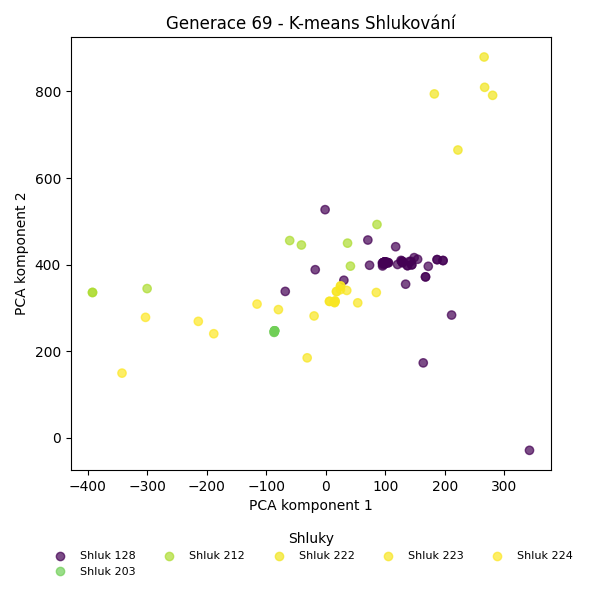 Generace 69 - K-means Shlukování
PCA komponent 2
800
600
400
200
0
−400 −300 −200 −100 0 100 200 300
PCA komponent 1
Shluky
Shluk 128 Shluk 212 Shluk 222 Shluk 223 Shluk 224
Shluk 203